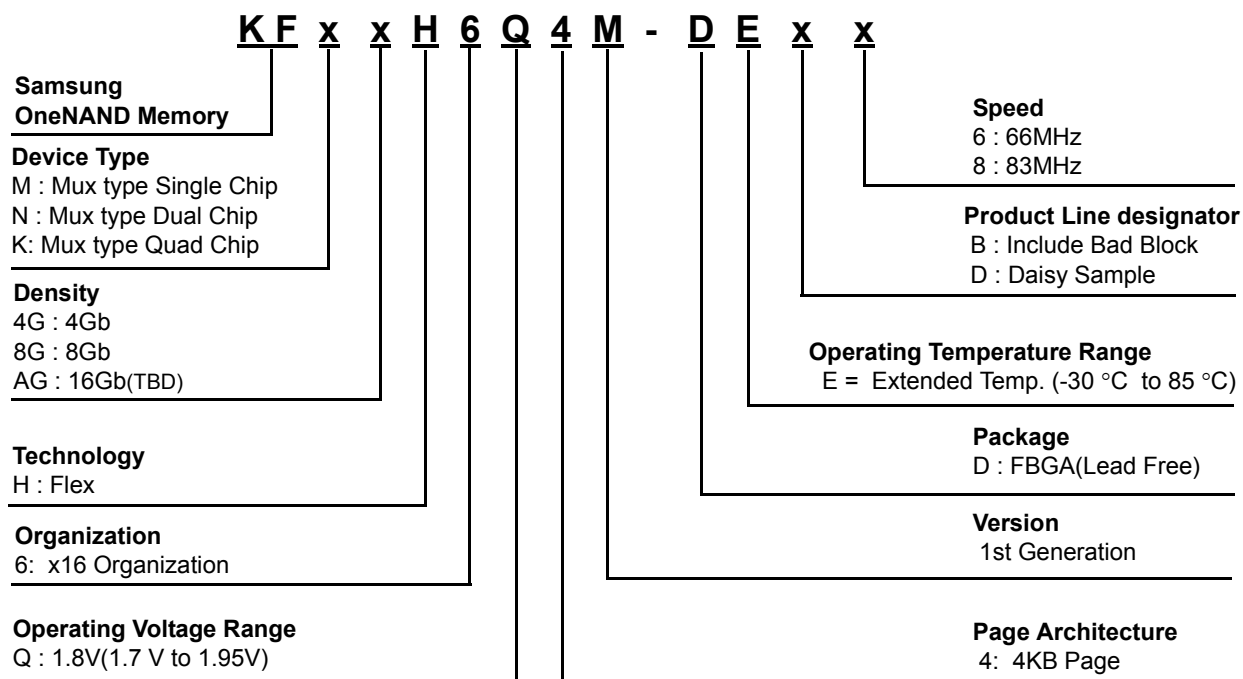 KF x x H 6 Q 4 M - D E x x
Samsung
OneNAND Memory
Device Type
M : Mux type Single Chip
N : Mux type Dual Chip
K: Mux type Quad Chip
Density
4G : 4Gb
8G : 8Gb
AG : 16Gb(TBD)
Technology
H : Flex
Organization
6: x16 Organization
Operating Voltage Range
Q : 1.8V(1.7 V to 1.95V)
Speed
6 : 66MHz
8 : 83MHz
Product Line designator
B : Include Bad Block
D : Daisy Sample
Operating Temperature Range
E = Extended Temp. (-30 °C to 85 °C)
Package
D : FBGA(Lead Free)
Version
1st Generation
Page Architecture
4: 4KB Page